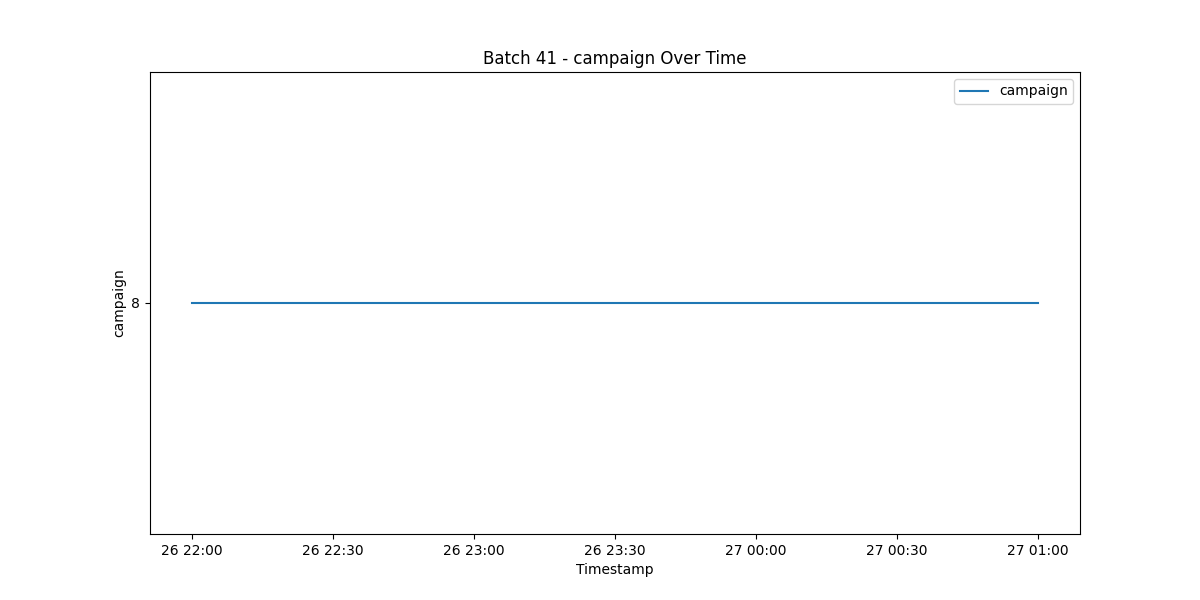 Batch 41 - campaign Over Time
campaign
campaign
8
26 22:00 26 22:30 26 23:00 26 23:30 27 00:00 27 00:30 27 01:00
Timestamp